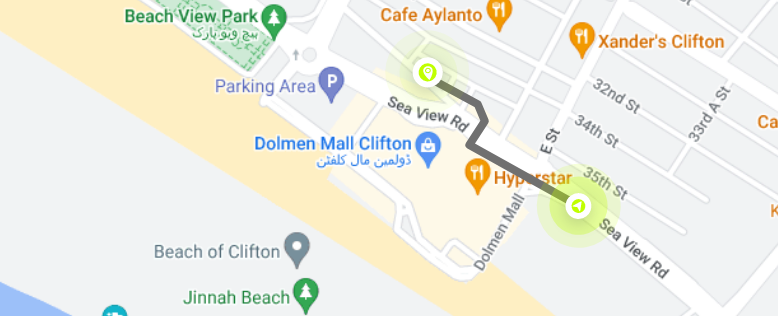 Beach View Park
بیچ ویو پارک
Cafe Aylanto
Xander's Clifton
Parking Area
P
Sea View Rd
32nd St
33rd A St
Ca
34th St
E St
Dolmen Mall Clifton
ڈولمین مال کلفٹن
Hyperstar
35th St
K
Dolmen Mall
Sea View Rd
Beach of Clifton
Jinnah Beach